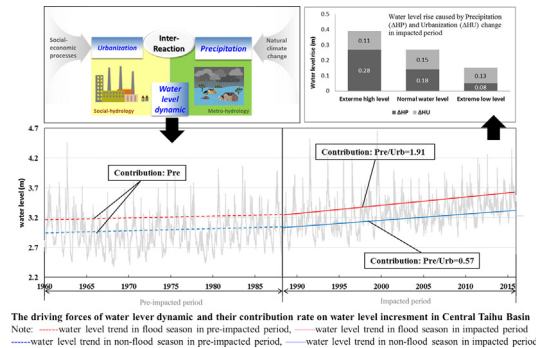 Social-economic processes
Urbanization
Inter-Reaction
Precipitation
Natural climate change
Water level dynamic
Social-hydrology
Metro-hydrology
Water level rise caused by Precipitation
(ΔHP) and Urbanization (ΔHU) change
in impacted period
Water level rise (m)
0.5
0.4
0.3
0.2
0.1
0
0.11
0.28
0.15
0.18
0.13
0.08
Exterme high level
Normal water level
Extreme low level
ΔHP
ΔHU
water level(m)
4.7
4.2
3.7
3.2
2.7
2.2
Contribution: Pre
Contribution: Pre/Urb=1.91
Contribution: Pre/Urb=0.57
1960
1965
1970
1975
1980
1985
1990
1995
2000
2005
2010
2015
Pre-impacted period
Impacted period
The driving forces of water lever dynamic and their contribution rate on water level incresment in Central Taihu Basin
Note: ------water level trend in flood season in pre-impacted period, ——water level trend in flood season in impacted period
------water level trend in non-flood season in pre-impacted period, ——water level trend in non-flood season in impacted period